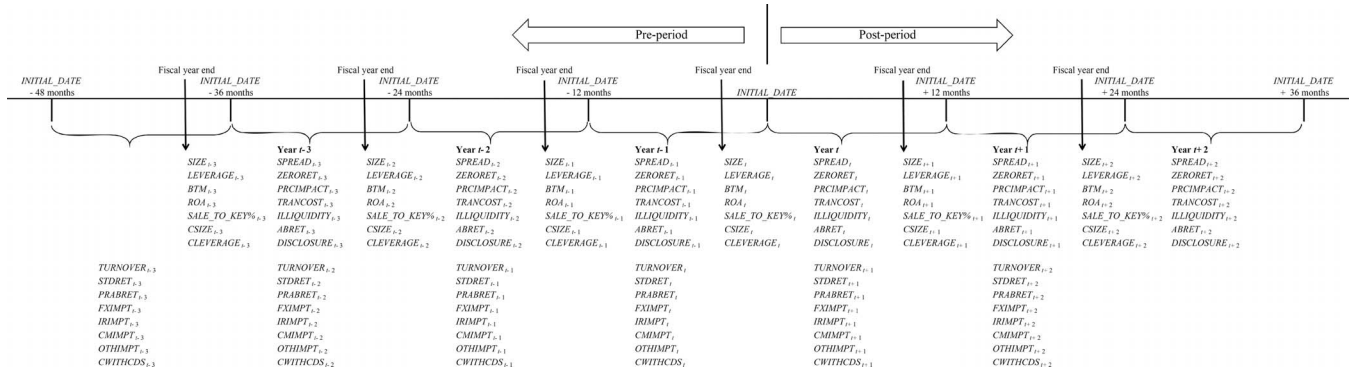 Pre-period Post-period
Fiscal year end Fiscal year end Fiscal year end Fiscal year end Fiscal year end Fiscal year end
INITIAL_DATE INITIAL_DATE INITIAL_DATE INITIAL_DATE INITIAL_DATE INITIAL_DATE INITIAL_DATE INITIAL_DATE
- 48 months - 36 months - 24 months - 12 months + 12 months + 24 months + 36 months
Year t-3 Year t-2 Year t-1 Year t Year t+1 Year t+2
SIZE t-3 SPREAD t-3 SIZE t-2 SPREAD t-2 SIZE t-1 SPREAD t-1 SIZE t SPREAD t SIZE t+1 SPREAD t+1 SIZE t+2 SPREAD t+2
LEVERAGE t-3 ZERORET t-3 LEVERAGE t-2 ZERORET t-2 LEVERAGE t-1 ZERORET t-1 LEVERAGE t ZERORET t LEVERAGE t+1 ZERORET t+1 LEVERAGE t+2 ZERORET t+2
BTM t-3 PRCIMPACT t-3 BTM t-2 PRCIMPACT t-2 BTM t-1 PRCIMPACT t-1 BTM t PRCIMPACT t BTM t+1 PRCIMPACT t+1 BTM t+2 PRCIMPACT t+2
ROA t-3 TRANCOST t-3 ROA t-2 TRANCOST t-2 ROA t-1 TRANCOST t-1 ROA t TRANCOST t ROA t+1 TRANCOST t+1 ROA t+2 TRANCOST t+2
SALE_TO_KEY% t-3 ILLIQUIDITY t-3 SALE_TO_KEY% t-2 ILLIQUIDITY t-2 SALE_TO_KEY% t-1 ILLIQUIDITY t-1 SALE_TO_KEY% t ILLIQUIDITY t SALE_TO_KEY% t+1 ILLIQUIDITY t+1 SALE_TO_KEY% t+2 ILLIQUIDITY t+2
CSIZE t-3 ABRET t-3 CSIZE t-2 ABRET t-2 CSIZE t-1 ABRET t-1 CSIZE t ABRET t CSIZE t+1 ABRET t+1 CSIZE t+2 ABRET t+2
CLEVERAGE t-3 DISCLOSURE t-3 CLEVERAGE t-2 DISCLOSURE t-2 CLEVERAGE t-1 DISCLOSURE t-1 CLEVERAGE t DISCLOSURE t CLEVERAGE t+1 DISCLOSURE t+1 CLEVERAGE t+2 DISCLOSURE t+2
TURNOVER t-3 TURNOVER t-2 TURNOVER t-1 TURNOVER t TURNOVER t+1 TURNOVER t+2
STDRET t-3 STDRET t-2 STDRET t-1 STDRET t STDRET t+1 STDRET t+2
PRABRET t-3 PRABRET t-2 PRABRET t-1 PRABRET t PRABRET t+1 PRABRET t+2
FXIMPT t-3 FXIMPT t-2 FXIMPT t-1 FXIMPT t FXIMPT t+1 FXIMPT t+2
IRIMPT t-3 IRIMPT t-2 IRIMPT t-1 IRIMPT t IRIMPT t+1 IRIMPT t+2
CMIMPT t-3 CMIMPT t-2 CMIMPT t-1 CMIMPT t CMIMPT t+1 CMIMPT t+2
OTHIMPT t-3 OTHIMPT t-2 OTHIMPT t-1 OTHIMPT t OTHIMPT t+1 OTHIMPT t+2
CWITHCDS t-3 CWITHCDS t-2 CWITHCDS t-1 CWITHCDS t CWITHCDS t+1 CWITHCDS t+2